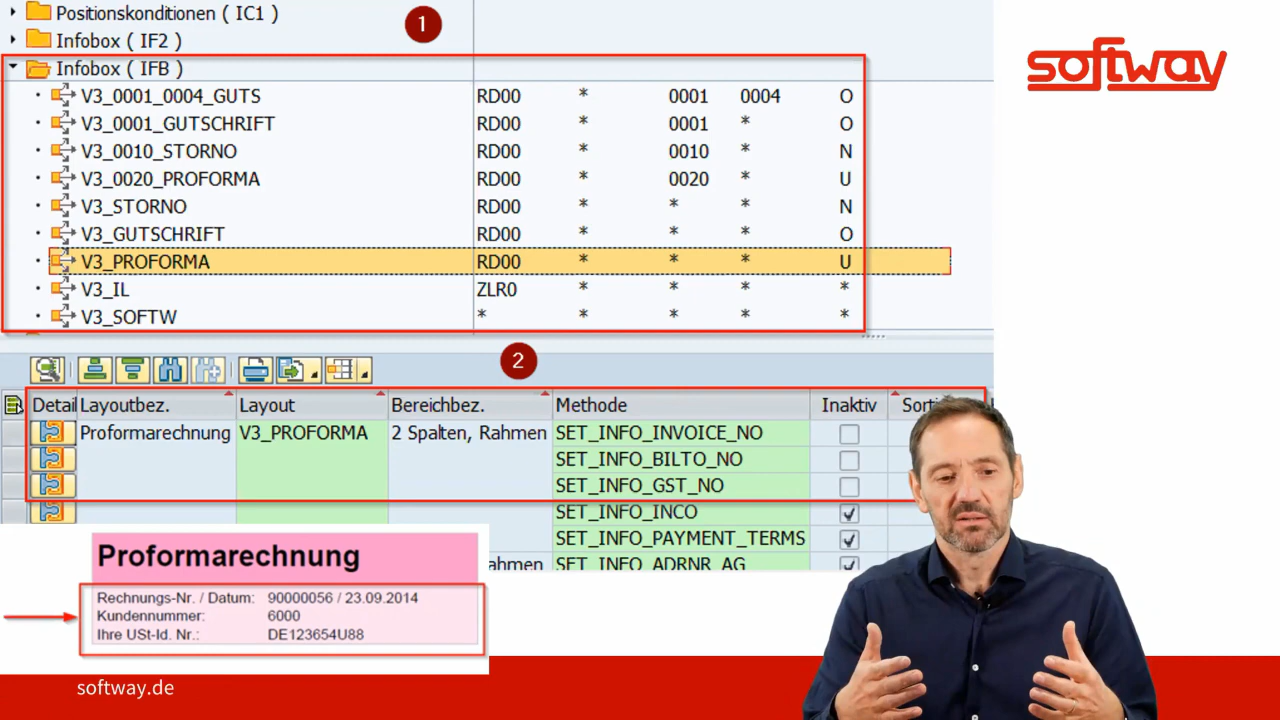 Positionskonditionen ( IC1 )
1
Infobox ( IF2 )
softway
Infobox ( IFB )
V3_0001_0004_GUTS RD00 * 0001 0004 O
V3_0001_GUTSCHRIFT RD00 * 0001 * O
V3_0010_STORNO RD00 * 0010 * N
V3_0020_PROFORMA RD00 * 0020 * U
V3_STORNO RD00 * * * N
V3_GUTSCHRIFT RD00 * * * O
V3_PROFORMA RD00 * * * U
V3_IL ZLR0 * * * *
V3_SOFTW * * * * *
2
Detail Layoutbez. Layout Bereichbez. Methode Inaktiv
Proformarechnung V3_PROFORMA 2 Spalten, Rahmen SET_INFO_INVOICE_NO
SET_INFO_BILTO_NO
SET_INFO_GST_NO
SET_INFO_INCO
SET_INFO_PAYMENT_TERMS
ahmen SET_INFO_ADRNR_AG
Proformarechnung
Rechnungs-Nr. / Datum: 90000056 / 23.09.2014
Kundennummer: 6000
Ihre USt-Id. Nr.: DE123654U88
softway.de